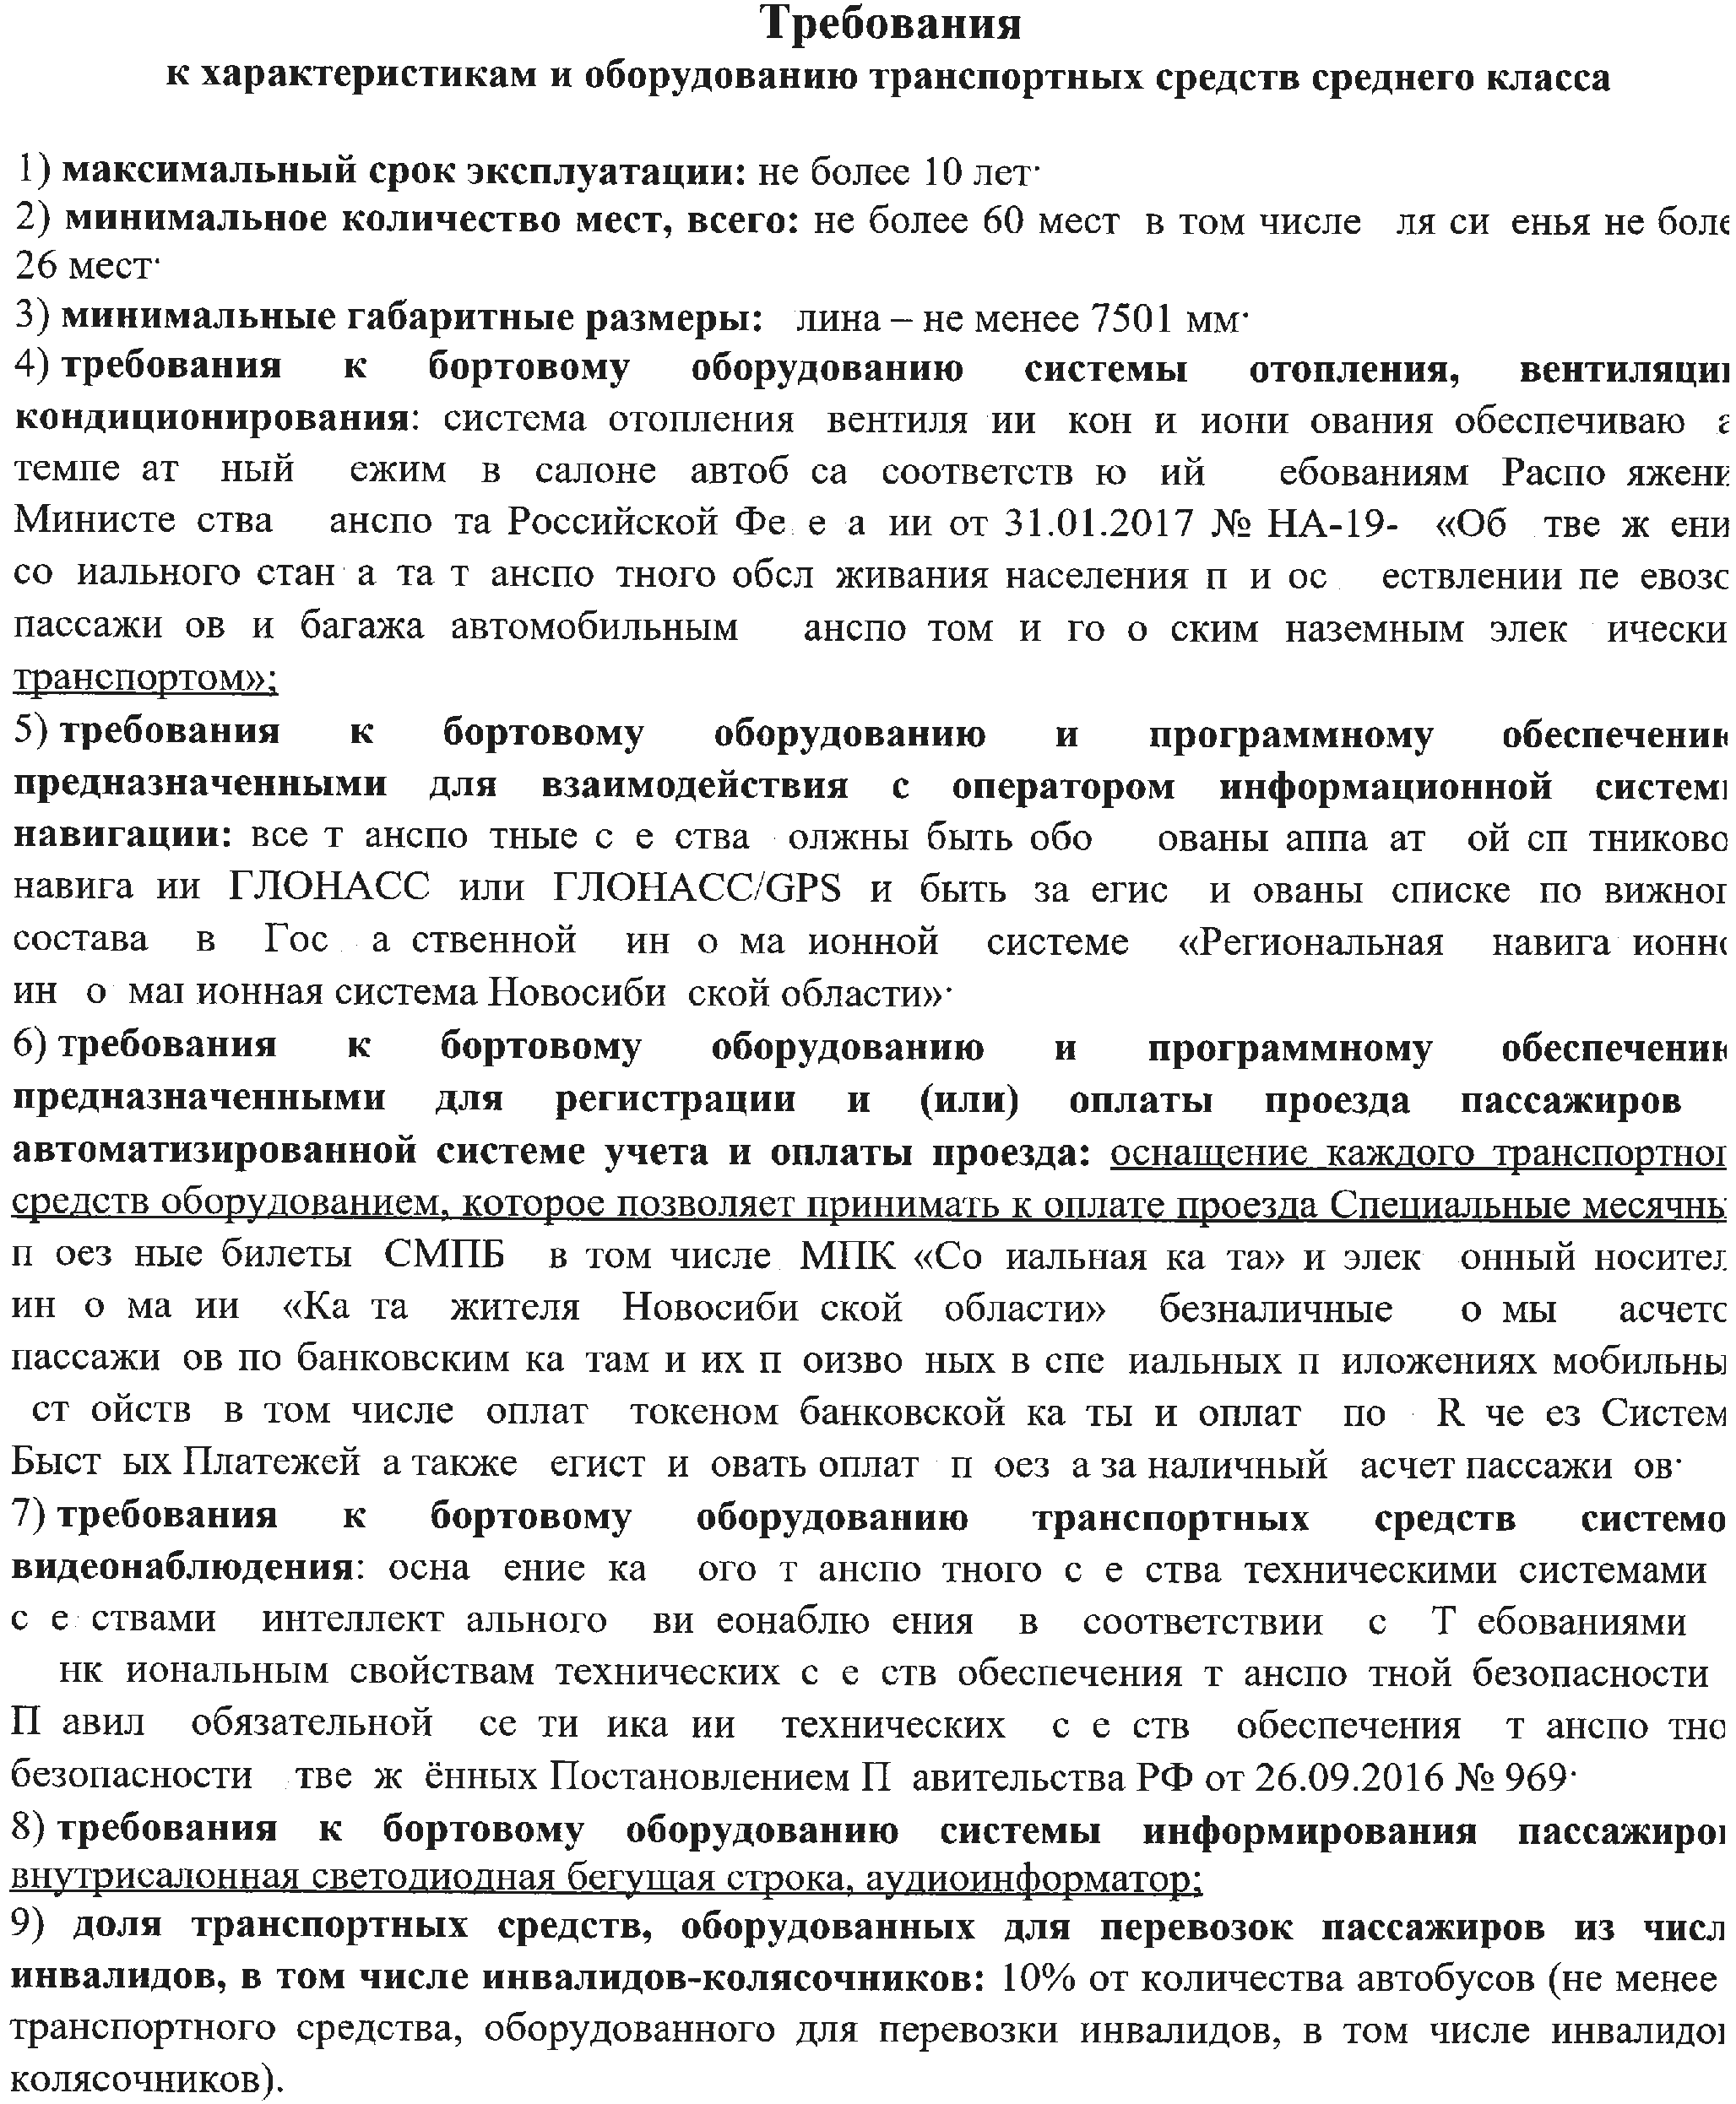 Требования
к характеристикам и оборудованию транспортных средств среднего класса
1) максимальный срок эксплуатации: не более 10 лет·
2) минимальное количество мест, всего: не более 60 мест в том числе ля си енья не боле
26 мест·
3) минимальные габаритные размеры: лина – не менее 7501 мм·
4) требования к бортовому оборудованию системы отопления, вентиляции
кондиционирования: система отопления вентиля ии кон и иони ования обеспечиваю а
темпе ат ный ежим в салоне автоб са соответств ю ий ебованиям Распо яжени
Министе ства анспо та Российской Фе е а ии от 31.01.2017 № НА-19- «Об тве ж ени
со иального стан а та т анспо тного обсл живания населения п и ос ествлении пе евозо
пассажи ов и багажа автомобильным анспо том и го о ским наземным элек ически
транспортом»;
5) требования к бортовому оборудованию и программному обеспечению
предназначенными для взаимодействия с оператором информационной систем
навигации: все т анспо тные с е ства олжны быть обо ованы аппа ат ой сп тниково
навига ии ГЛОНАСС или ГЛОНАСС/GPS и быть за егис и ованы списке по вижног
состава в Гос а ственной ин о ма ионной системе «Региональная навига ионно
ин о ма ионная система Новосиби ской области»·
6) требования к бортовому оборудованию и программному обеспечению
предназначенными для регистрации и (или) оплаты проезда пассажиров
автоматизированной системе учета и оплаты проезда: оснащение каждого транспортног
средств оборудованием, которое позволяет принимать к оплате проезда Специальные месячны
п оез ные билеты СМПБ в том числе МПК «Со иальная ка та» и элек онный носител
ин о ма ии «Ка та жителя Новосиби ской области» безналичные о мы асчето
пассажи ов по банковским ка там и их п оизво ных в спе иальных п иложениях мобильны
ст ойств в том числе оплат токеном банковской ка ты и оплат по R че ез Систем
Быст ых Платежей а также егист и овать оплат п оез а за наличный асчет пассажи ов·
7) требования к бортовому оборудованию транспортных средств системо
видеонаблюдения: осна ение ка ого т анспо тного с е ства техническими системами
с е ствами интеллект ального ви еонаблю ения в соответствии с Т ебованиями
нк иональным свойствам технических с е ств обеспечения т анспо тной безопасности
П авил обязательной се ти ика ии технических с е ств обеспечения т анспо тно
безопасности тве ж ённых Постановлением П авительства РФ от 26.09.2016 № 969·
8) требования к бортовому оборудованию системы информирования пассажиров
внутрисалонная светодиодная бегущая строка, аудиоинформатор;
9) доля транспортных средств, оборудованных для перевозок пассажиров из числ
инвалидов, в том числе инвалидов-колясочников: 10% от количества автобусов (не менее
транспортного средства, оборудованного для перевозки инвалидов, в том числе инвалидов
колясочников).